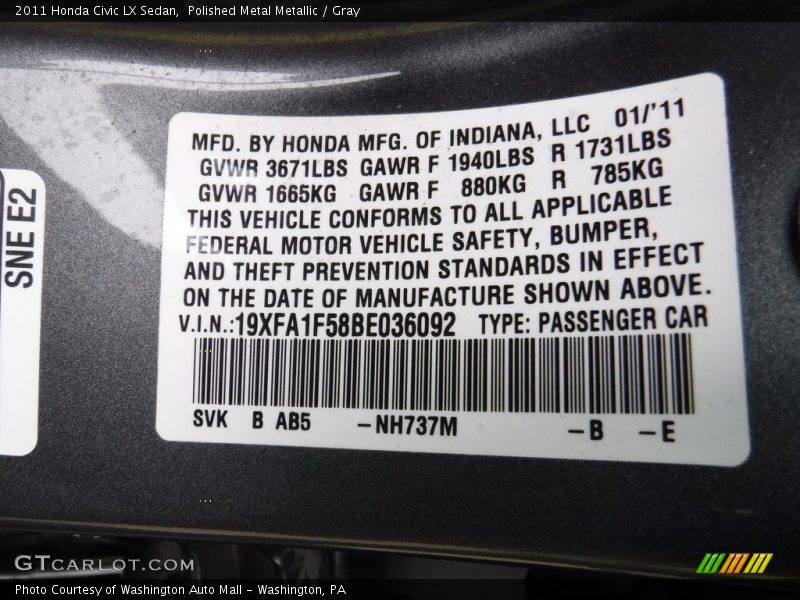 2011 Honda Civic LX Sedan,  Polished Metal Metallic / Gray
MFD. BY HONDA MFG. OF INDIANA, LLC 01/'11
GVWR 3671LBS GAWR F 1940LBS R 1731LBS
GVWR 1665KG GAWR F 880KG R 785KG
THIS VEHICLE CONFORMS TO ALL APPLICABLE
FEDERAL MOTOR VEHICLE SAFETY, BUMPER,
AND THEFT PREVENTION STANDARDS IN EFFECT
ON THE DATE OF MANUFACTURE SHOWN ABOVE.
V.I.N.:19XFA1F58BE036092 TYPE: PASSENGER CAR
SVK B AB5 –NH737M –B –E
SNE E2
GTCARLOT.COM
Photo Courtesy of Washington Auto Mall – Washington, PA